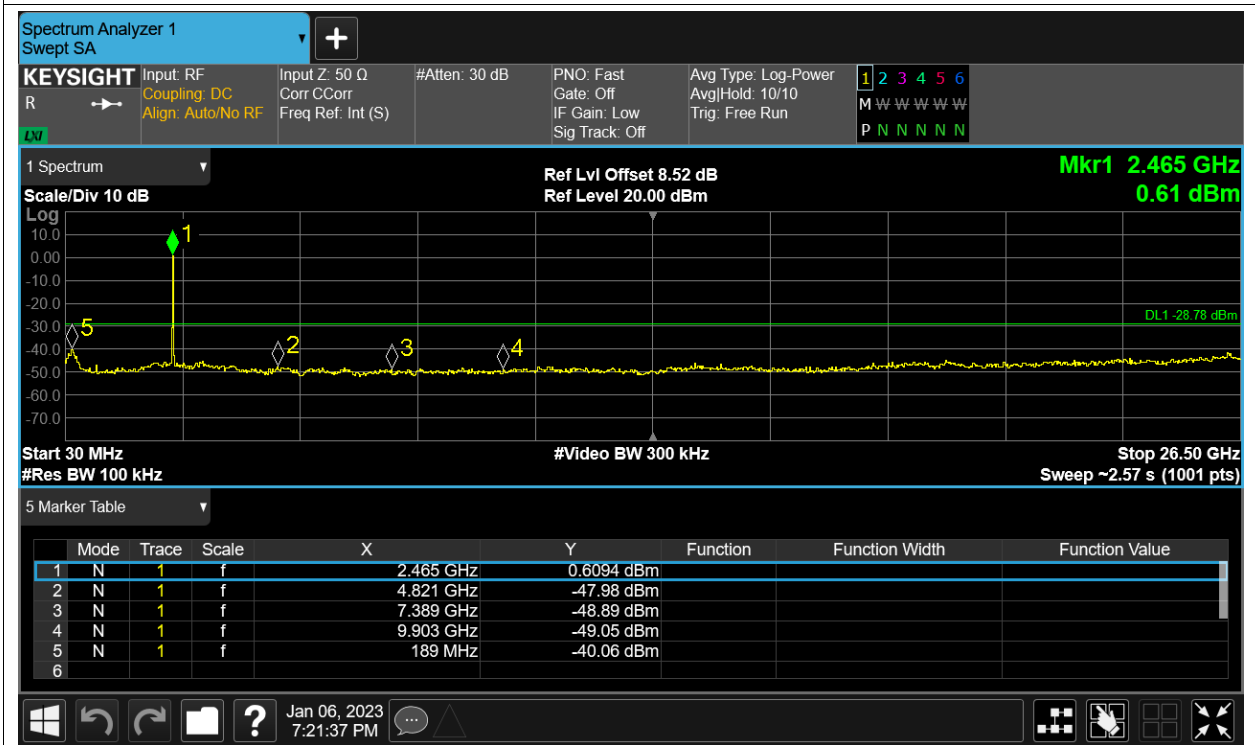 Spectrum Analyzer 1
Swept SA
+
KEYSIGHT
R
LXI
Input: RF
Coupling: DC
Align: Auto/No RF
Input Z: 50 Ω
Corr CCorr
Freq Ref: Int (S)
#Atten: 30 dB
PNO: Fast
Gate: Off
IF Gain: Low
Sig Track: Off
Avg Type: Log-Power
Avg|Hold: 10/10
Trig: Free Run
1 2 3 4 5 6
M W W W W W
P N N N N N
1 Spectrum
Scale/Div 10 dB
Ref Lvl Offset 8.52 dB
Ref Level 20.00 dBm
Mkr1 2.465 GHz
0.61 dBm
Log
10.0
0.00
-10.0
-20.0
-30.0
-40.0
-50.0
-60.0
-70.0
1
5
2
3
4
DL1 -28.78 dBm
Start 30 MHz
#Res BW 100 kHz
#Video BW 300 kHz
Stop 26.50 GHz
Sweep ~2.57 s (1001 pts)
5 Marker Table
Mode Trace Scale X Y Function Function Width Function Value
1 N 1 f 2.465 GHz 0.6094 dBm
2 N 1 f 4.821 GHz -47.98 dBm
3 N 1 f 7.389 GHz -48.89 dBm
4 N 1 f 9.903 GHz -49.05 dBm
5 N 1 f 189 MHz -40.06 dBm
6
?
Jan 06, 2023
7:21:37 PM